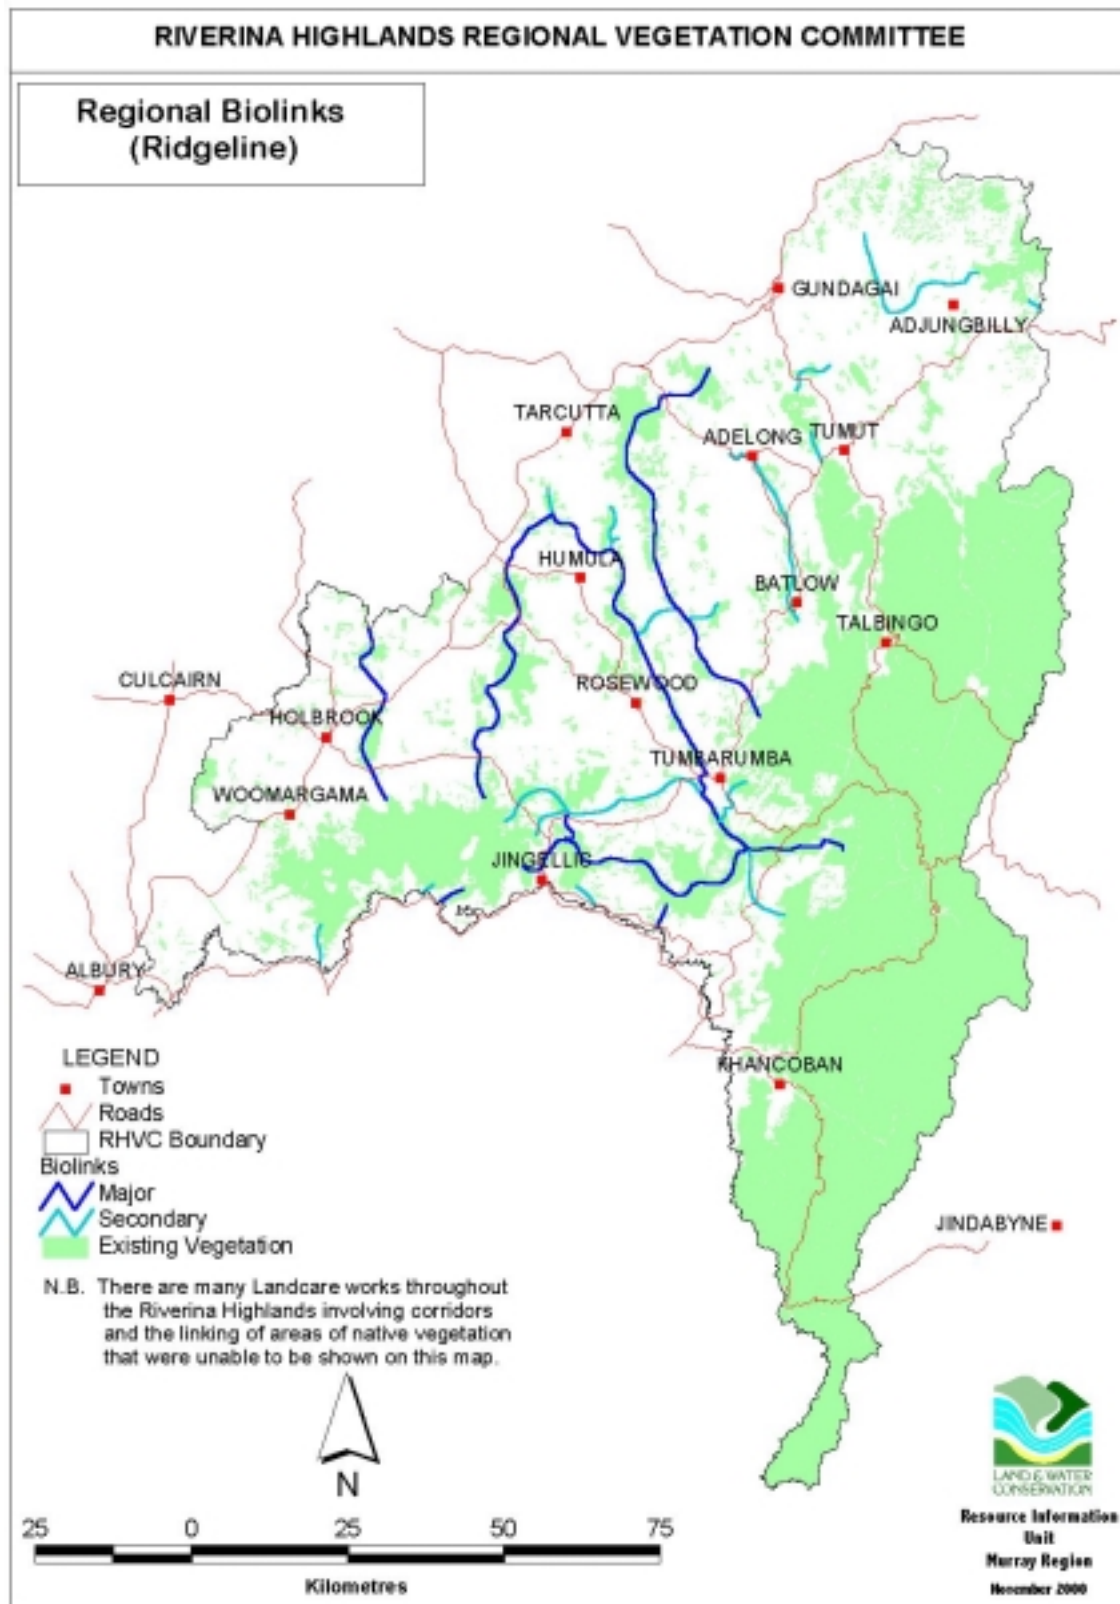 RIVERINA HIGHLANDS REGIONAL VEGETATION COMMITTEE
Regional Biolinks
(Ridgeline)
GUNDAGAI
ADJUNGBILLY
TARCUTTA
ADELONG
TUMUT
HUMULA
BATLOW
TALBINGO
CULCAIRN
ROSEWOOD
HOLBROOK
TUMBARUMBA
WOOMARGAMA
JINGELLIC
ALBURY
KHANCOBAN
JINDABYNE
LEGEND
Towns
Roads
RHVC Boundary
Biolinks
Major
Secondary
Existing Vegetation
N.B. There are many Landcare works throughout
the Riverina Highlands involving corridors
and the linking of areas of native vegetation
that were unable to be shown on this map.
N
25 0 25 50 75
Kilometres
LAND & WATER
CONSERVATION
Resource Information
Unit
Murray Region
November 2000